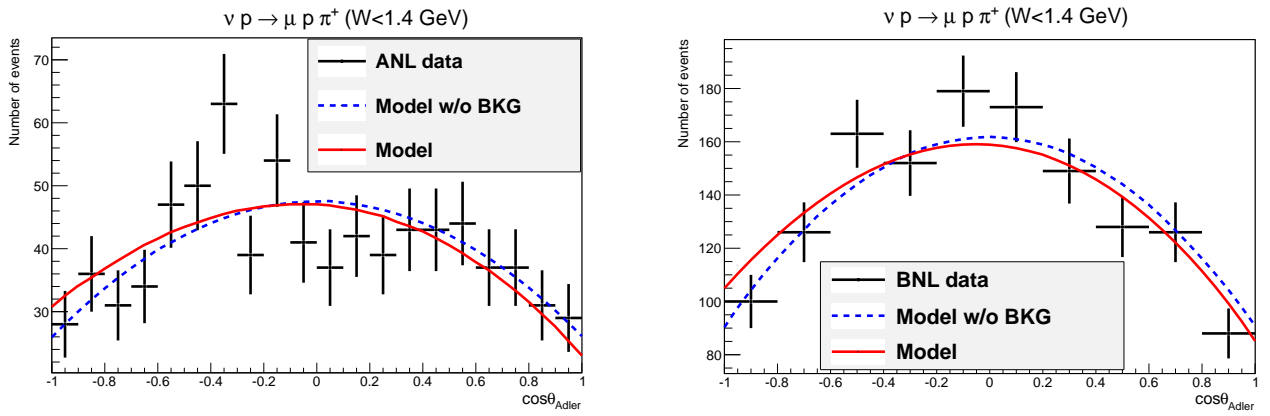 ν p → μ p π⁺ (W<1.4 GeV)
Number of events
70
60
50
40
30
ANL data
Model w/o BKG
Model
-1 -0.8 -0.6 -0.4 -0.2 0 0.2 0.4 0.6 0.8 1
cosθAdler
ν p → μ p π⁺ (W<1.4 GeV)
Number of events
180
160
140
120
100
80
BNL data
Model w/o BKG
Model
-1 -0.8 -0.6 -0.4 -0.2 0 0.2 0.4 0.6 0.8 1
cosθAdler